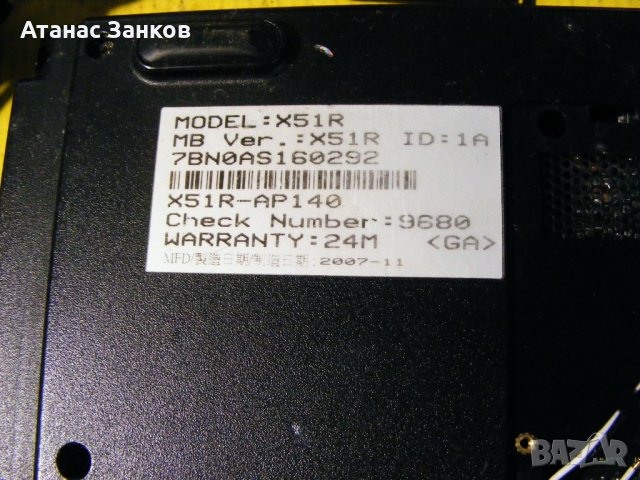 Атанас Занков
MODEL:X51R
MB Ver.:X51R ID:1A
7BN0AS160292
X51R-AP140
Check Number:9680
WARRANTY:24M <GA>
MFD/製造日期/制造日期:2007-11
BAZAR